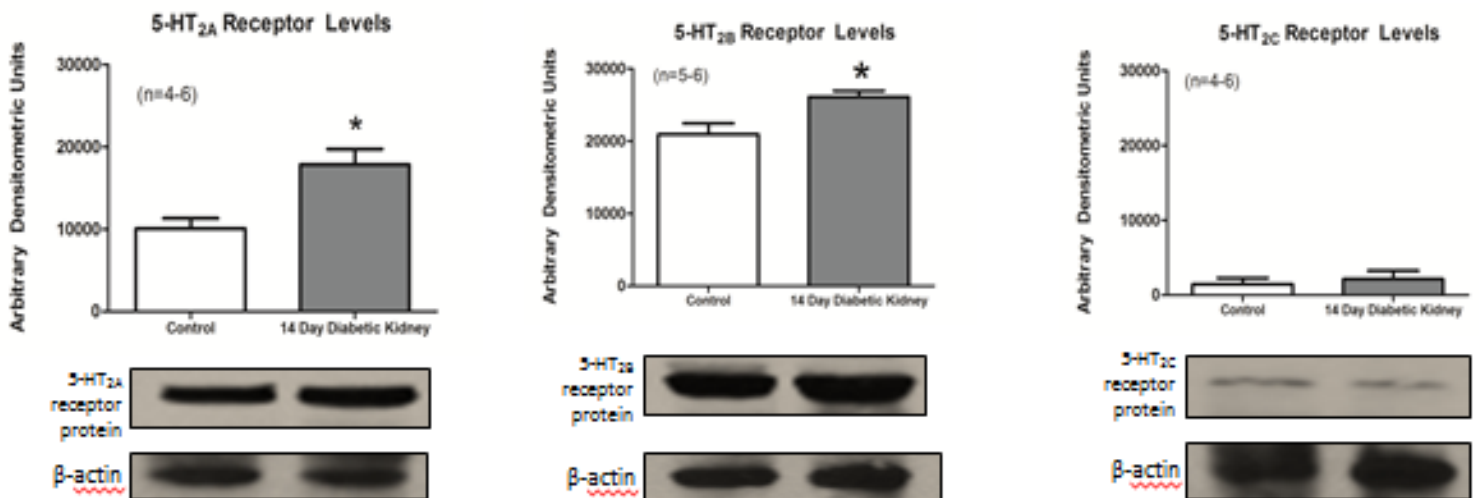 5-HT2A Receptor Levels
Arbitrary Densitometric Units
30000
20000
10000
0
(n=4-6)
*
Control
14 Day Diabetic Kidney
5-HT2A
receptor
protein
β-actin
5-HT2B Receptor Levels
Arbitrary Densitometric Units
30000
20000
10000
0
(n=5-6)
*
Control
14 Day Diabetic Kidney
5-HT2B
receptor
protein
β-actin
5-HT2C Receptor Levels
Arbitrary Densitometric Units
30000
20000
10000
0
(n=4-6)
Control
14 Day Diabetic Kidney
5-HT2C
receptor
protein
β-actin